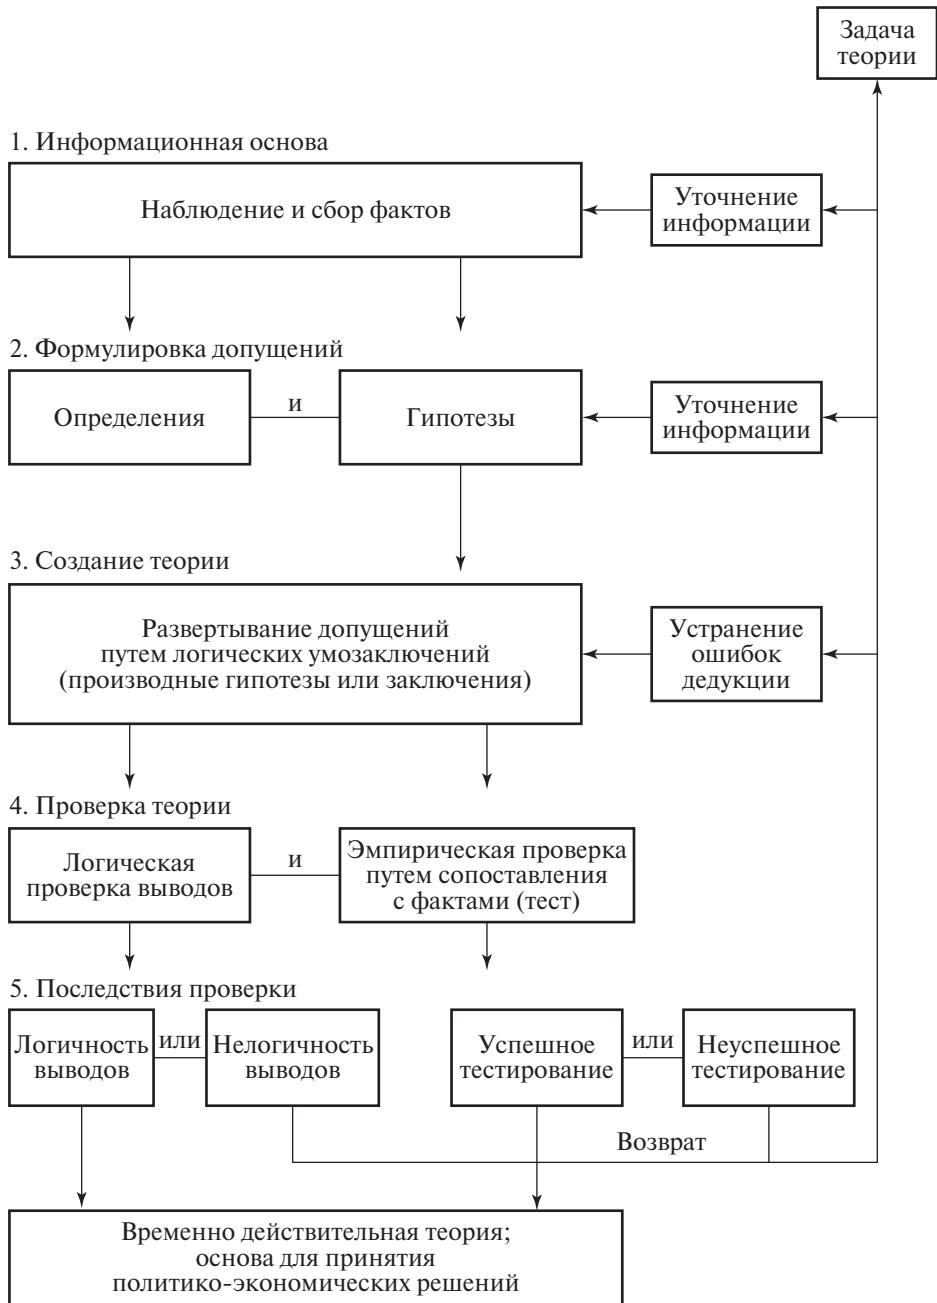 Задача
теории
1. Информационная основа
Наблюдение и сбор фактов
Уточнение
информации
2. Формулировка допущений
Определения
и
Гипотезы
Уточнение
информации
3. Создание теории
Развертывание допущений
путем логических умозаключений
(производные гипотезы или заключения)
Устранение
ошибок
дедукции
4. Проверка теории
Логическая
проверка выводов
и
Эмпирическая проверка
путем сопоставления
с фактами (тест)
5. Последствия проверки
Логичность
выводов
или
Нелогичность
выводов
Успешное
тестирование
или
Неуспешное
тестирование
Возврат
Временно действительная теория;
основа для принятия
политико-экономических решений